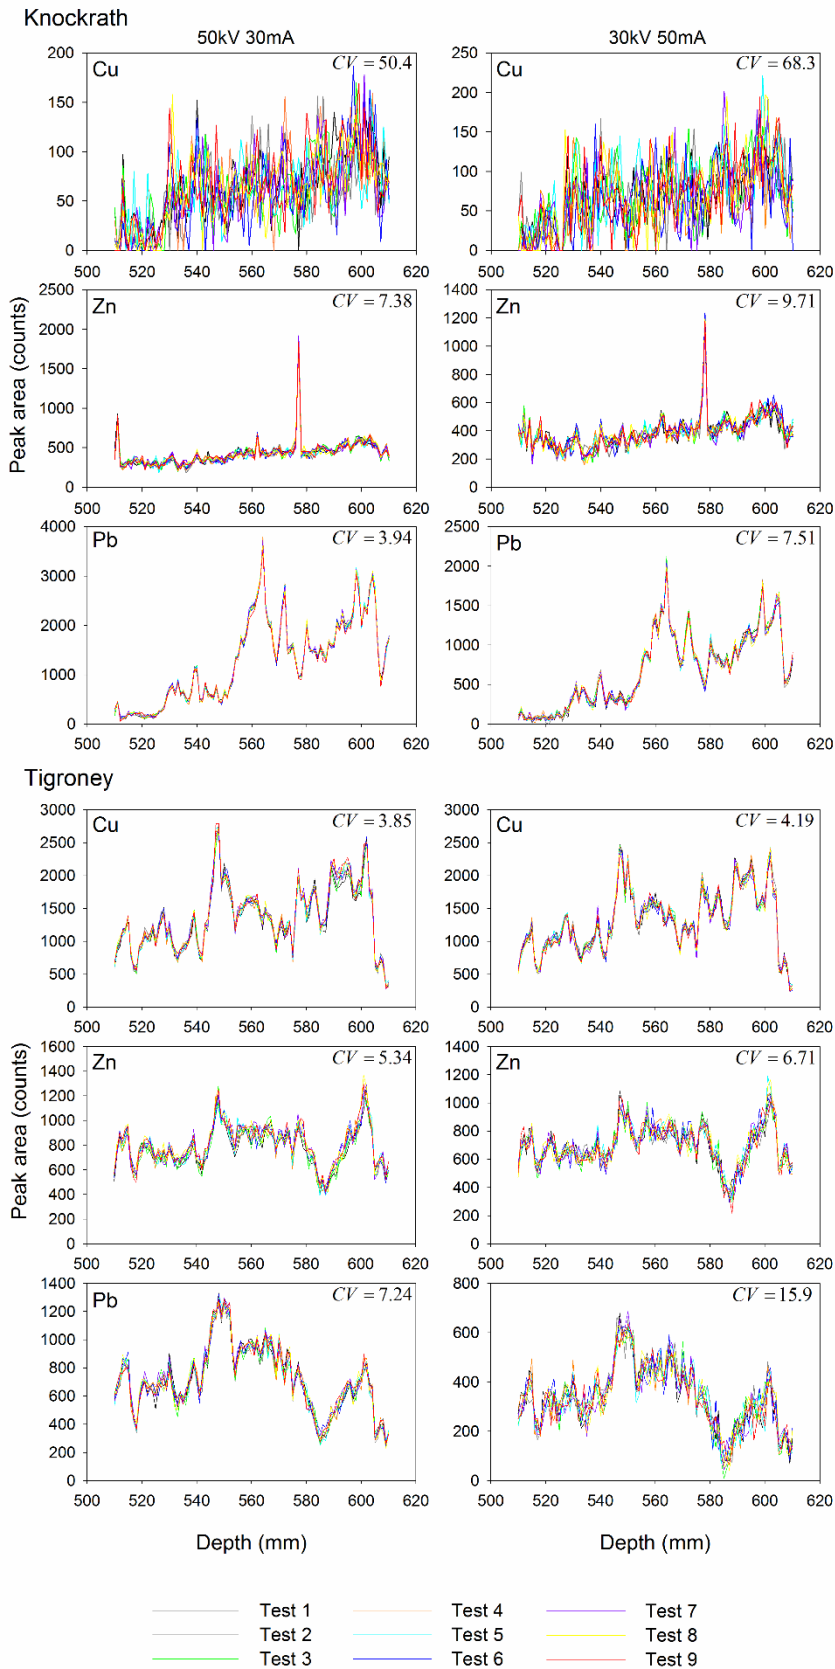 Knockrath
50kV 30mA
30kV 50mA
Peak area (counts)
Cu
CV = 50.4
200
150
100
50
0
500 520 540 560 580 600 620
Cu
CV = 68.3
250
200
150
100
50
0
500 520 540 560 580 600 620
Zn
CV = 7.38
2500
2000
1500
1000
500
0
500 520 540 560 580 600 620
Zn
CV = 9.71
1400
1200
1000
800
600
400
200
0
500 520 540 560 580 600 620
Pb
CV = 3.94
4000
3000
2000
1000
0
500 520 540 560 580 600 620
Pb
CV = 7.51
2500
2000
1500
1000
500
0
500 520 540 560 580 600 620
Tigroney
Peak area (counts)
Cu
CV = 3.85
3000
2500
2000
1500
1000
500
0
500 520 540 560 580 600 620
Cu
CV = 4.19
3000
2500
2000
1500
1000
500
0
500 520 540 560 580 600 620
Zn
CV = 5.34
1600
1400
1200
1000
800
600
400
200
0
500 520 540 560 580 600 620
Zn
CV = 6.71
1400
1200
1000
800
600
400
200
0
500 520 540 560 580 600 620
Pb
CV = 7.24
1400
1200
1000
800
600
400
200
0
500 520 540 560 580 600 620
CV = 15.9
800
600
400
200
0
500 520 540 560 580 600 620
Depth (mm)
Depth (mm)
Test 1 Test 4 Test 7
Test 2 Test 5 Test 8
Test 3 Test 6 Test 9